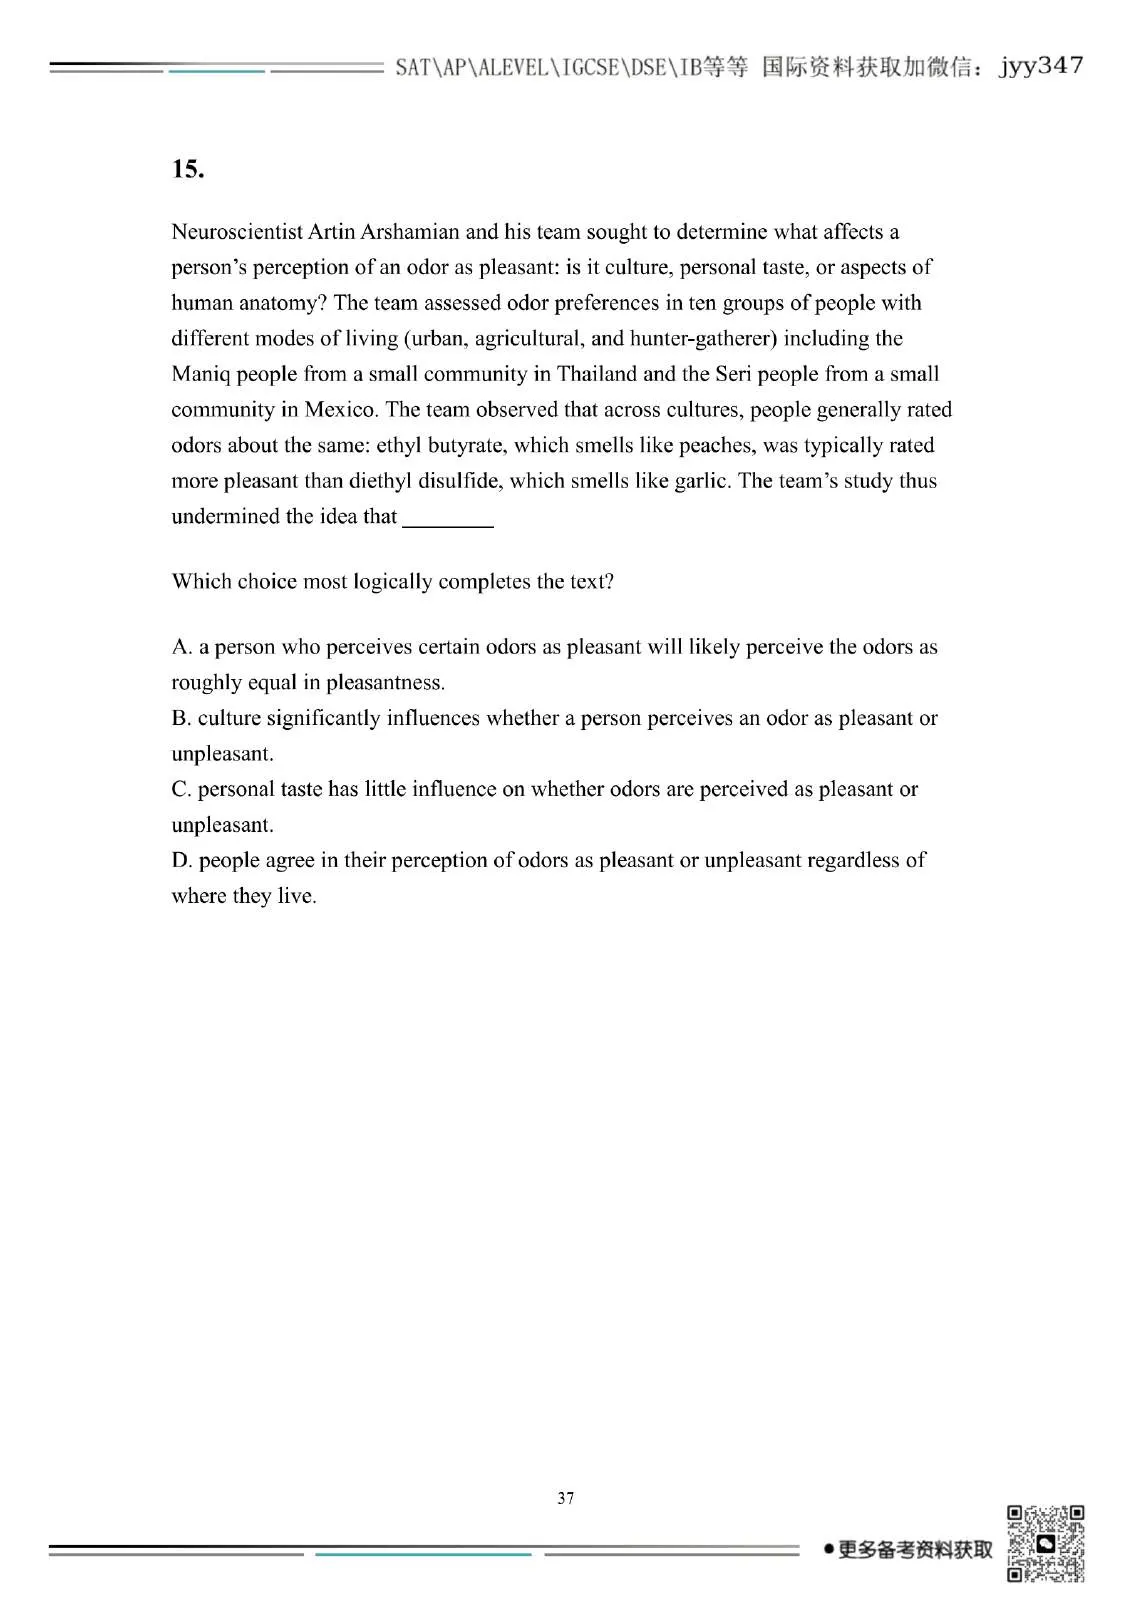 SAT\AP\ALEVEL\IGCSE\DSE\IB等等 国际资料获取加微信：jyy347
15.
Neuroscientist Artin Arshamian and his team sought to determine what affects a
person’s perception of an odor as pleasant: is it culture, personal taste, or aspects of
human anatomy? The team assessed odor preferences in ten groups of people with
different modes of living (urban, agricultural, and hunter-gatherer) including the
Maniq people from a small community in Thailand and the Seri people from a small
community in Mexico. The team observed that across cultures, people generally rated
odors about the same: ethyl butyrate, which smells like peaches, was typically rated
more pleasant than diethyl disulfide, which smells like garlic. The team’s study thus
undermined the idea that ________
Which choice most logically completes the text?
A. a person who perceives certain odors as pleasant will likely perceive the odors as
roughly equal in pleasantness.
B. culture significantly influences whether a person perceives an odor as pleasant or
unpleasant.
C. personal taste has little influence on whether odors are perceived as pleasant or
unpleasant.
D. people agree in their perception of odors as pleasant or unpleasant regardless of
where they live.
37
●更多备考资料获取